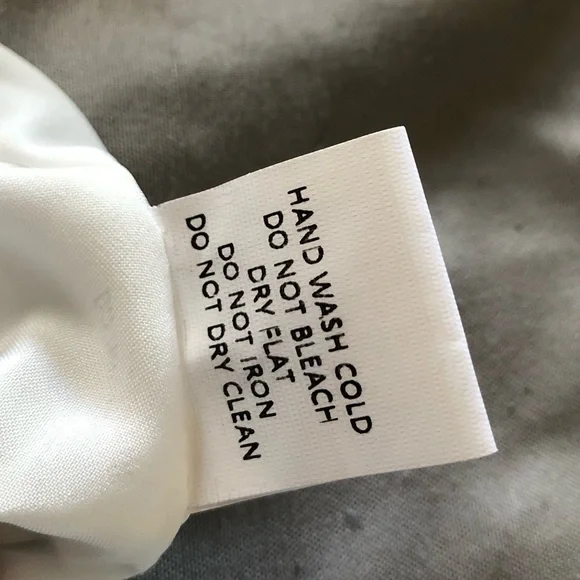 HAND WASH COLD
DO NOT BLEACH
DRY FLAT
DO NOT IRON
DO NOT DRY CLEAN